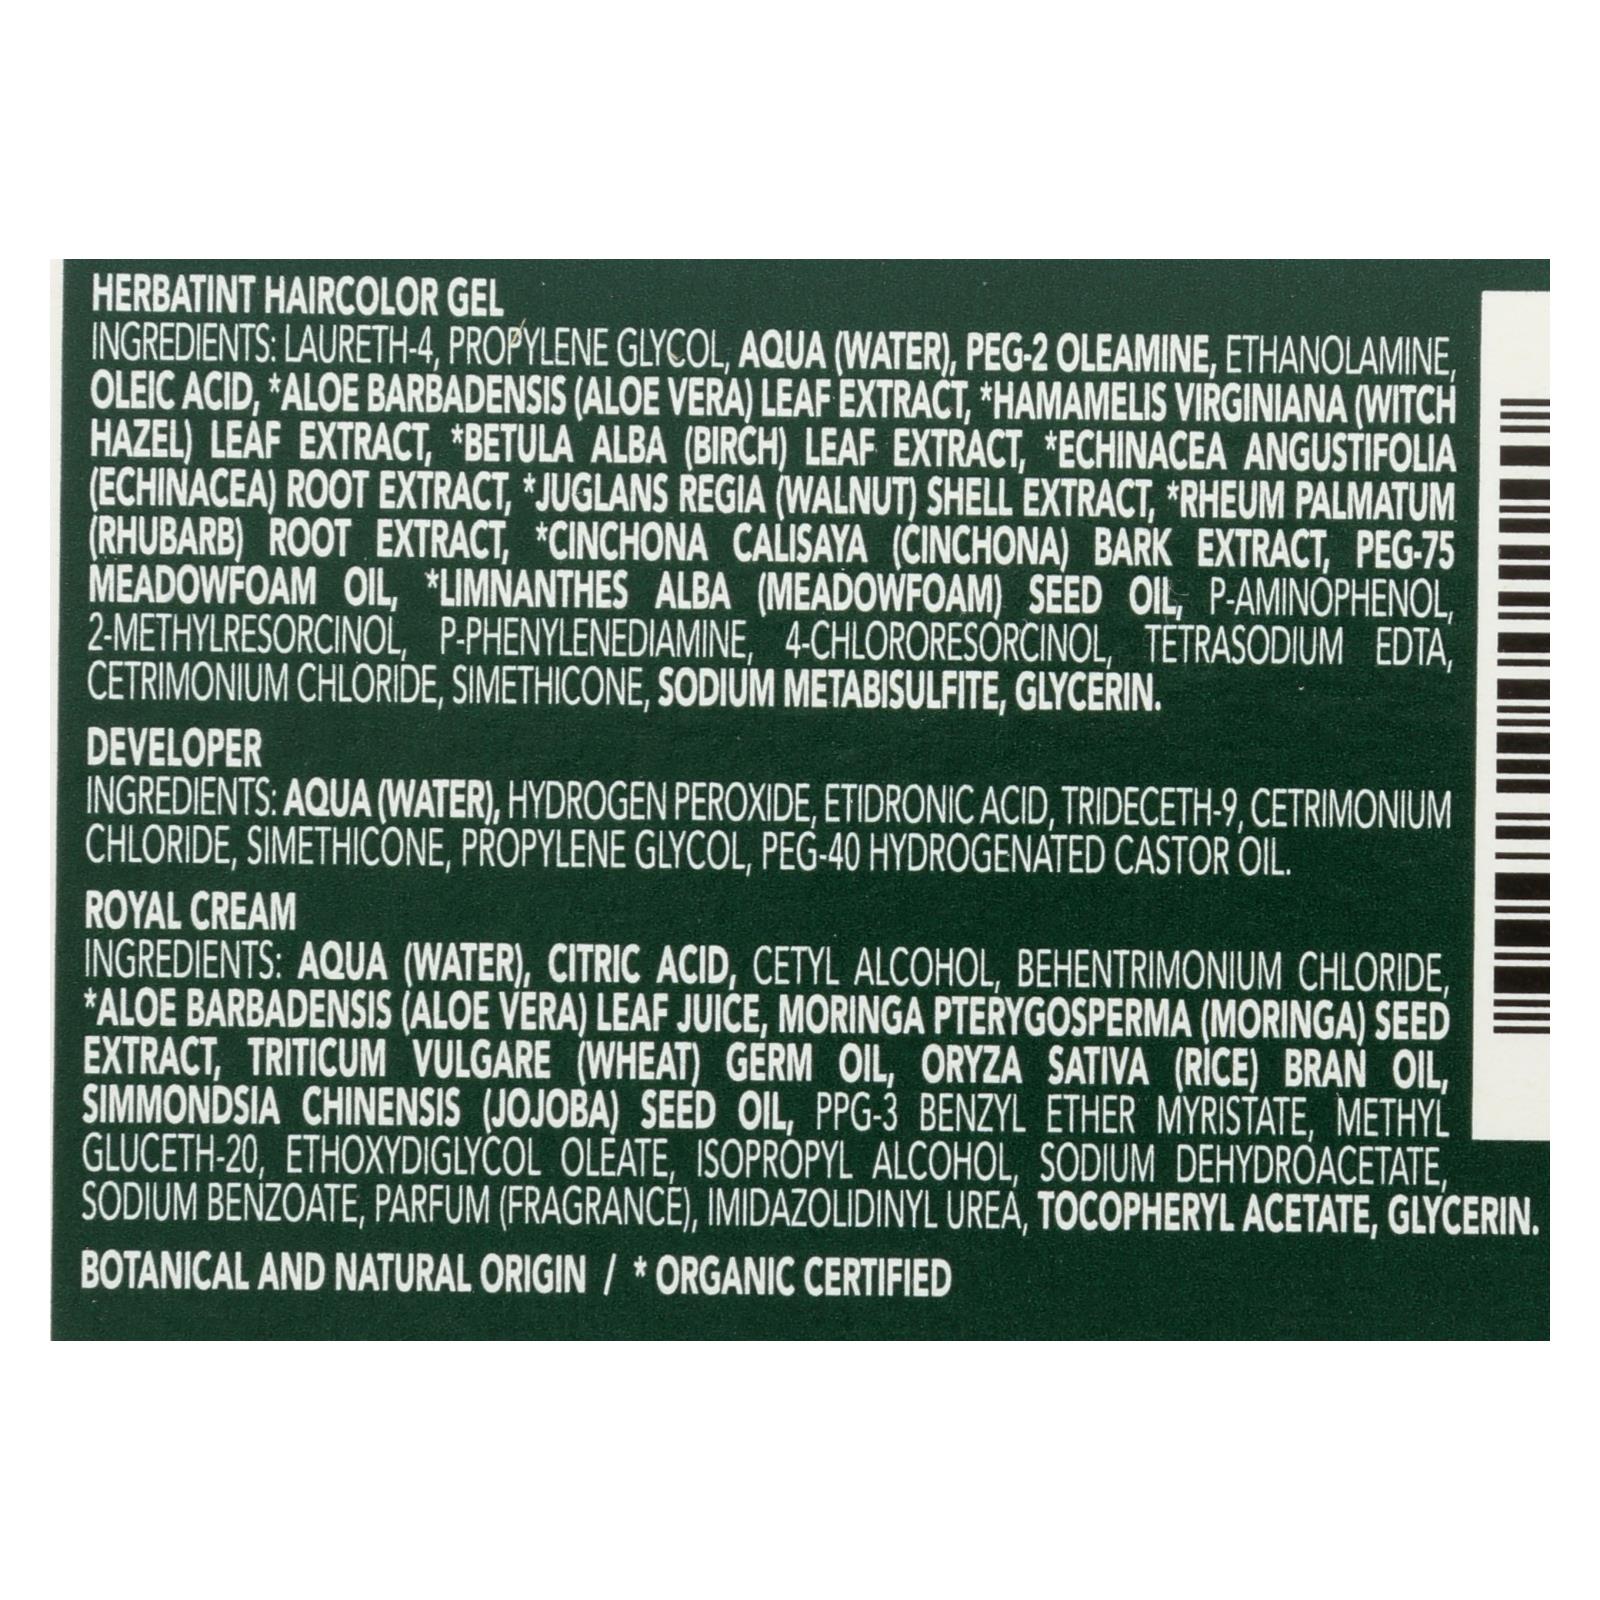 HERBATINT HAIRCOLOR GEL
INGREDIENTS: LAURETH-4, PROPYLENE GLYCOL, AQUA (WATER), PEG-2 OLEAMINE, ETHANOLAMINE,
OLEIC ACID, *ALOE BARBADENSIS (ALOE VERA) LEAF EXTRACT, *HAMAMELIS VIRGINIANA (WITCH
HAZEL) LEAF EXTRACT, *BETULA ALBA (BIRCH) LEAF EXTRACT, *ECHINACEA ANGUSTIFOLIA
(ECHINACEA) ROOT EXTRACT, *JUGLANS REGIA (WALNUT) SHELL EXTRACT, *RHEUM PALMATUM
(RHUBARB) ROOT EXTRACT, *CINCHONA CALISAYA (CINCHONA) BARK EXTRACT, PEG-75
MEADOWFOAM OIL, *LIMNANTHES ALBA (MEADOWFOAM) SEED OIL, P-AMINOPHENOL,
2-METHYLRESORCINOL, P-PHENYLENEDIAMINE, 4-CHLORORESORCINOL, TETRASODIUM EDTA,
CETRIMONIUM CHLORIDE, SIMETHICONE, SODIUM METABISULFITE, GLYCERIN.
DEVELOPER
INGREDIENTS: AQUA (WATER), HYDROGEN PEROXIDE, ETIDRONIC ACID, TRIDECETH-9, CETRIMONIUM
CHLORIDE, SIMETHICONE, PROPYLENE GLYCOL, PEG-40 HYDROGENATED CASTOR OIL.
ROYAL CREAM
INGREDIENTS: AQUA (WATER), CITRIC ACID, CETYL ALCOHOL, BEHENTRIMONIUM CHLORIDE,
*ALOE BARBADENSIS (ALOE VERA) LEAF JUICE, MORINGA PTERYGOSPERMA (MORINGA) SEED
EXTRACT, TRITICUM VULGARE (WHEAT) GERM OIL, ORYZA SATIVA (RICE) BRAN OIL,
SIMMONDSIA CHINENSIS (JOJOBA) SEED OIL, PPG-3 BENZYL ETHER MYRISTATE, METHYL
GLUCETH-20, ETHOXYDIGLYCOL OLEATE, ISOPROPYL ALCOHOL, SODIUM DEHYDROACETATE,
SODIUM BENZOATE, PARFUM (FRAGRANCE), IMIDAZOLIDINYL UREA, TOCOPHERYL ACETATE, GLYCERIN.
BOTANICAL AND NATURAL ORIGIN / * ORGANIC CERTIFIED